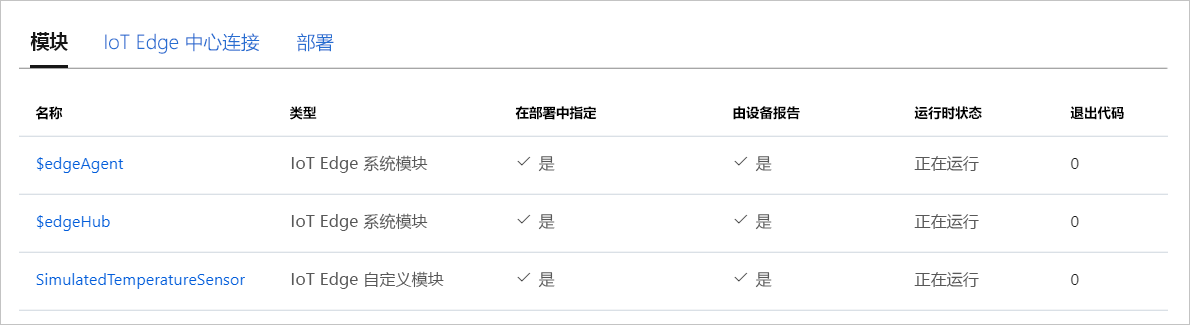 模块 IoT Edge 中心连接 部署
名称 类型 在部署中指定 由设备报告 运行时状态 退出代码
$edgeAgent IoT Edge 系统模块 是 是 正在运行 0
$edgeHub IoT Edge 系统模块 是 是 正在运行 0
SimulatedTemperatureSensor IoT Edge 自定义模块 是 是 正在运行 0